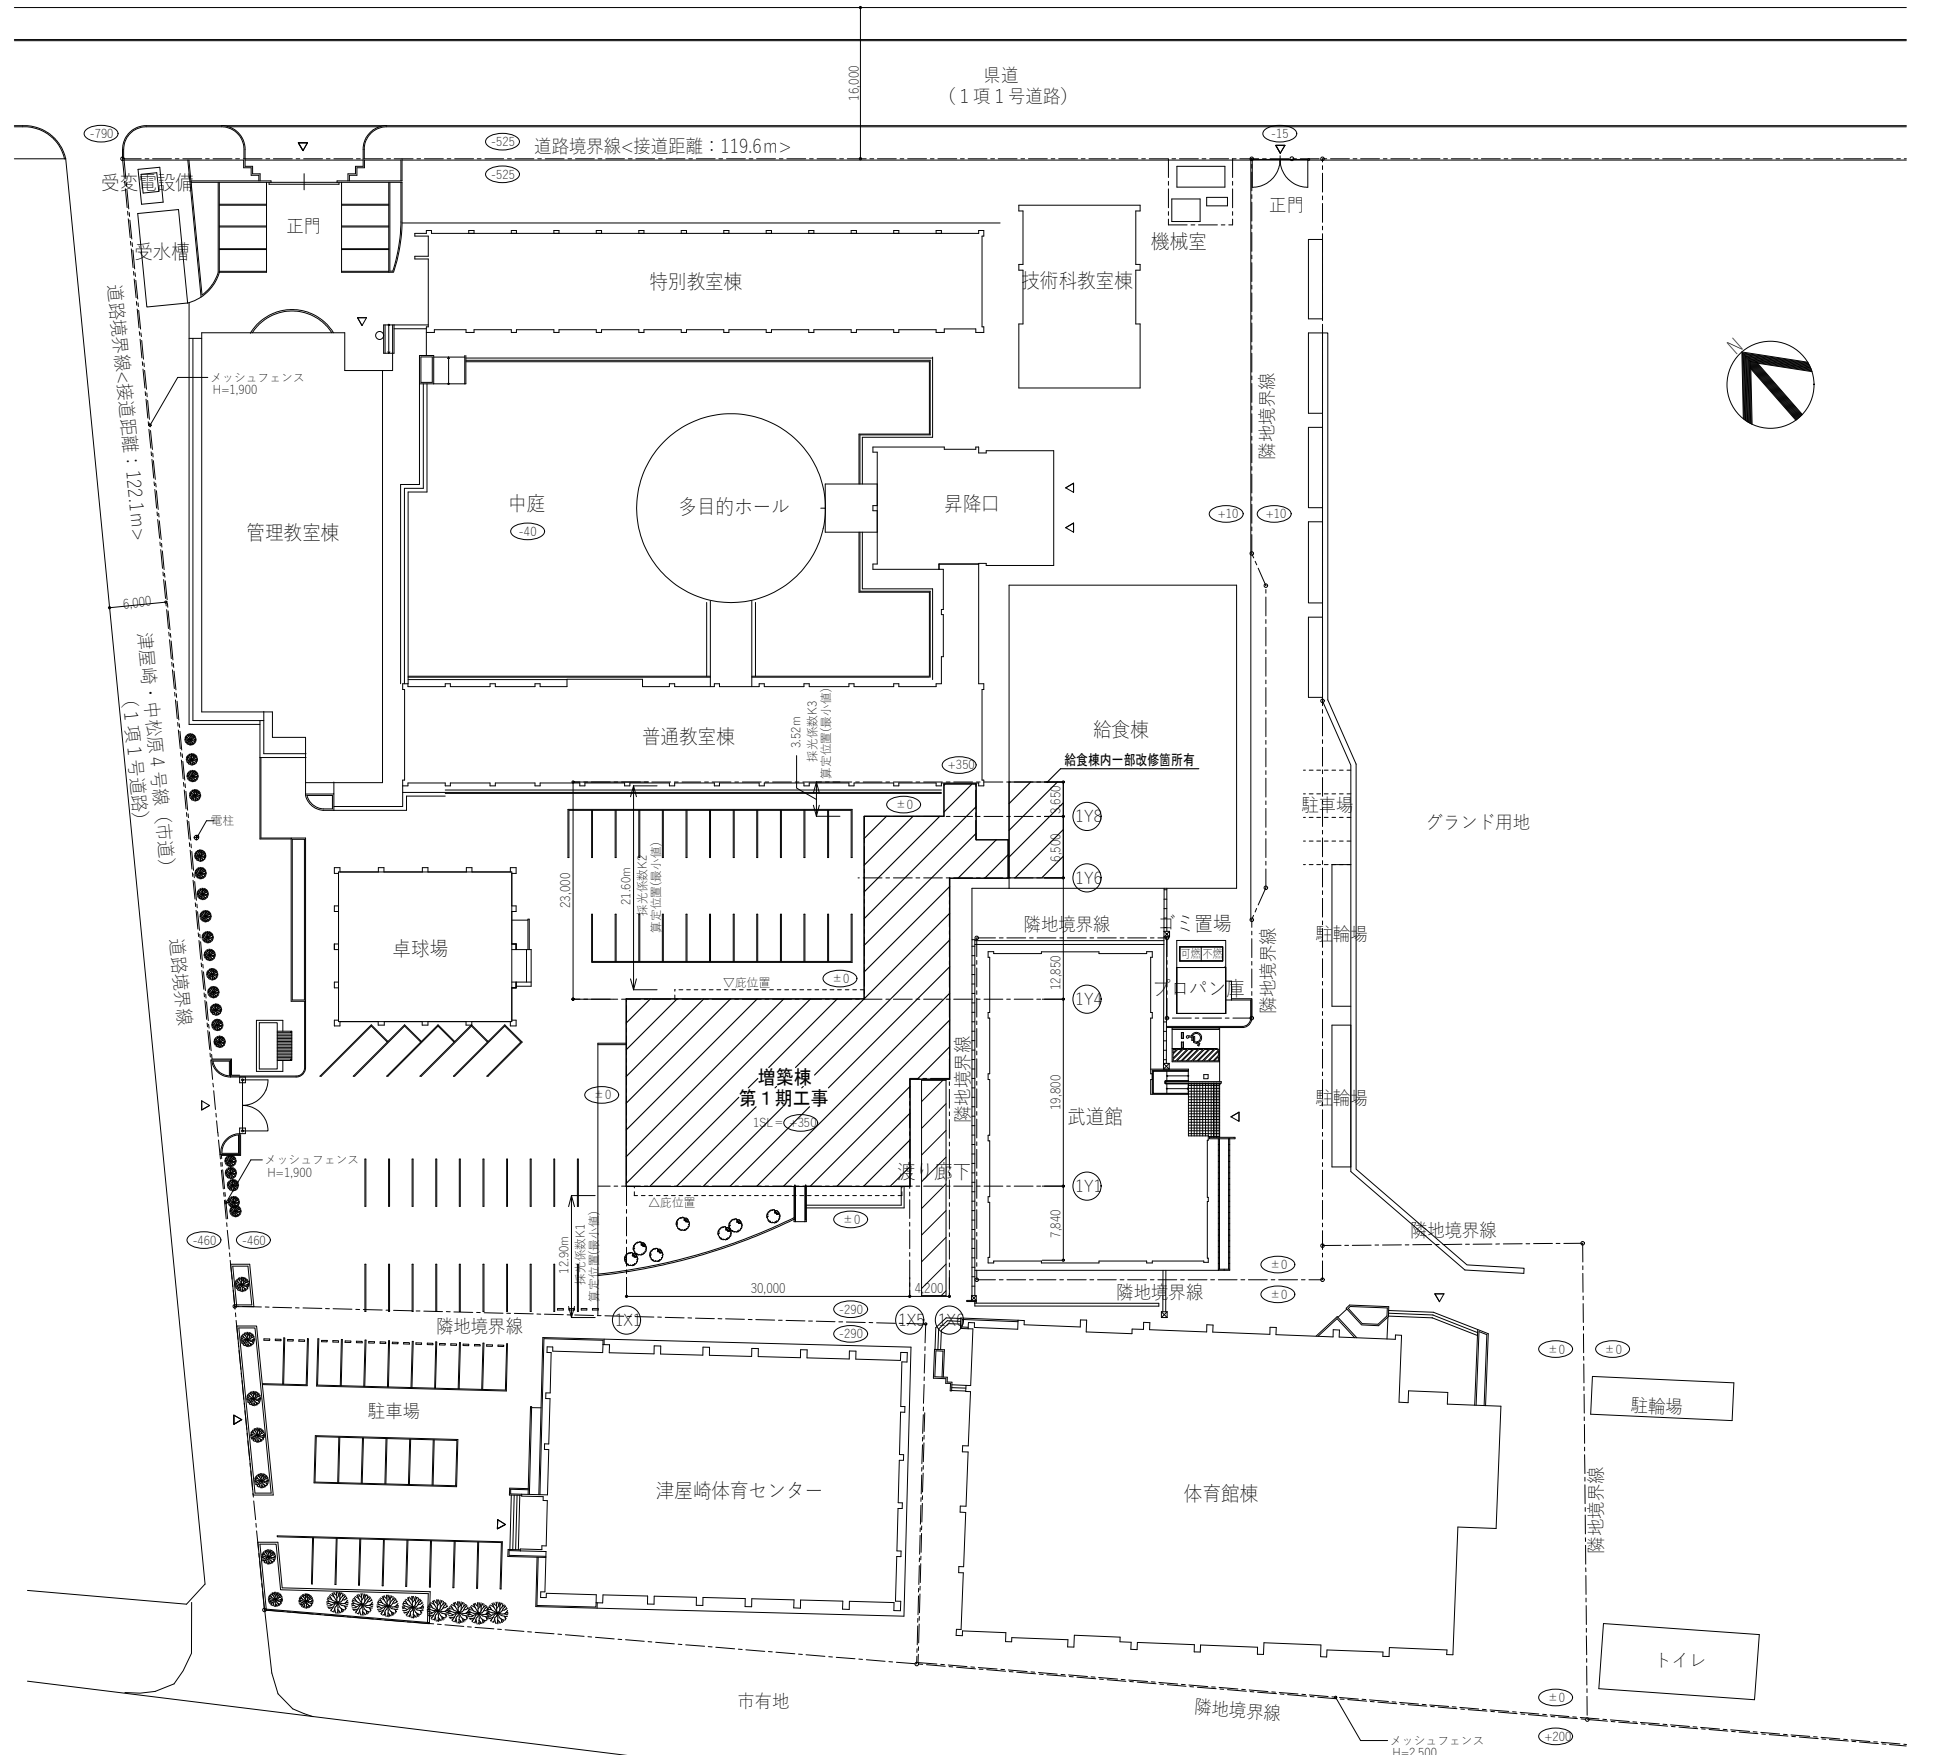 16,000
県道
（１項１号道路）
-790
-525
道路境界線<接道距離：119.6m>
-525
-15
受変電設備
正門
正門
受水槽
機械室
特別教室棟
技術科教室棟
N
道路境界線<接道距離：122.1m>
メッシュフェンス
H=1,900
隣地境界線
中庭
-40
多目的ホール
昇降口
+10
+10
管理教室棟
6,000
津屋崎・中松原４号線（市道）
（１項１号道路）
普通教室棟
3.52m
採光係数K3
算定位置(最小値)
給食棟
給食棟内一部改修箇所有
+350
±0
3,650
1Y8
駐車場
グランド用地
電柱
6,500
1Y6
23,000
21.60m
採光係数K2
算定位置(最小値)
卓球場
隣地境界線
ゴミ置場
可燃
不燃
駐輪場
隣地境界線
道路境界線
▽庇位置
±0
12,850
1Y4
プロパン庫
増築棟
第１期工事
1SL=+350
±0
隣地境界線
19,800
武道館
駐輪場
メッシュフェンス
H=1,900
渡り廊下
1Y1
△庇位置
±0
7,840
-460
-460
12.90m
採光係数K1
算定位置(最小値)
隣地境界線
±0
30,000
4,200
隣地境界線
±0
-290
1X1
1X5
1X6
隣地境界線
-290
±0
±0
駐車場
駐輪場
津屋崎体育センター
体育館棟
隣地境界線
トイレ
市有地
隣地境界線
±0
+200
メッシュフェンス
H=2,500